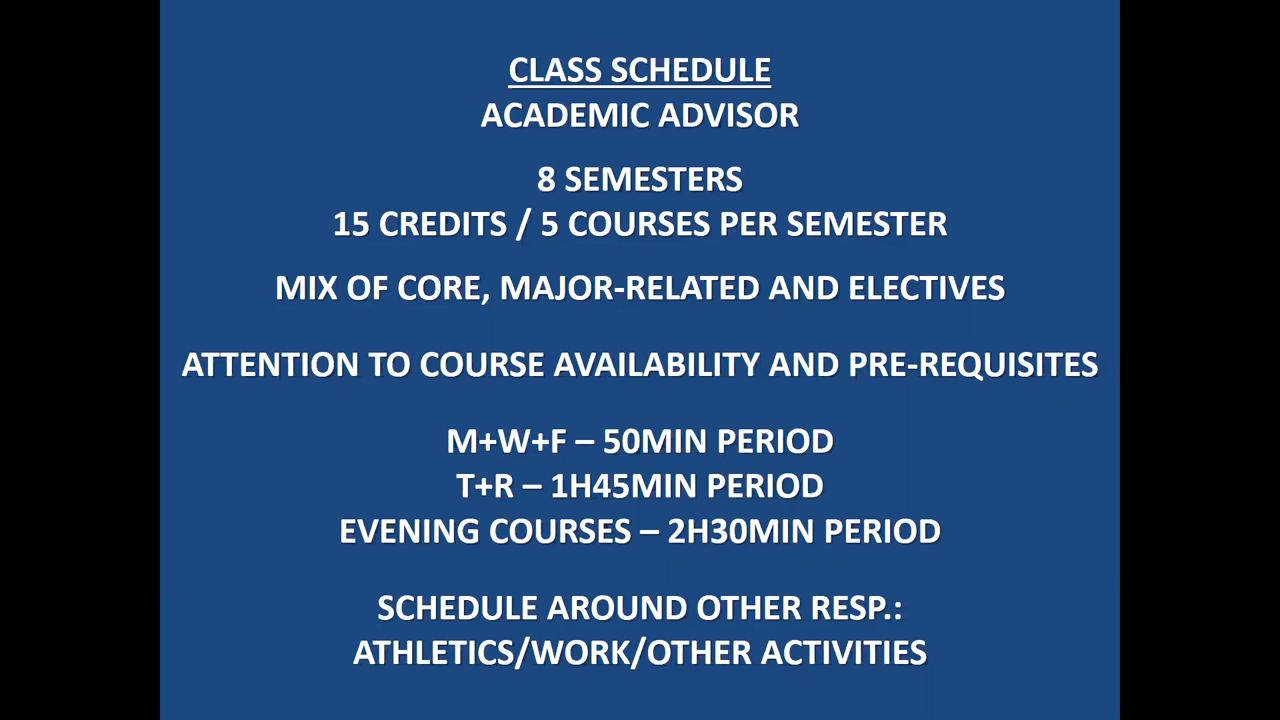 CLASS SCHEDULE
ACADEMIC ADVISOR
8 SEMESTERS
15 CREDITS / 5 COURSES PER SEMESTER
MIX OF CORE, MAJOR-RELATED AND ELECTIVES
ATTENTION TO COURSE AVAILABILITY AND PRE-REQUISITES
M+W+F – 50MIN PERIOD
T+R – 1H45MIN PERIOD
EVENING COURSES – 2H30MIN PERIOD
SCHEDULE AROUND OTHER RESP.:
ATHLETICS/WORK/OTHER ACTIVITIES